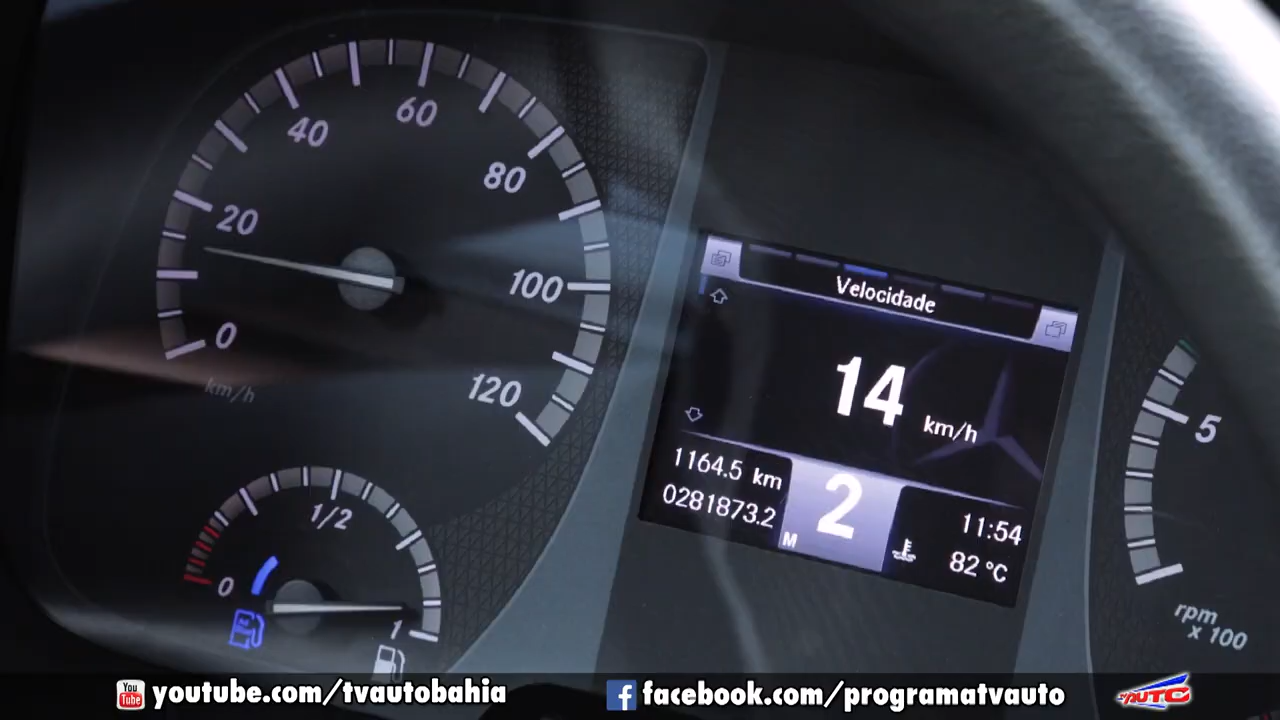 0
20
40
60
80
100
120
km/h
0
1/2
1
Velocidade
14 km/h
1164.5 km
0281873.2
2
M
11:54
82 °C
5
rpm
x 100
youtube.com/tvautobahia
facebook.com/programatvauto